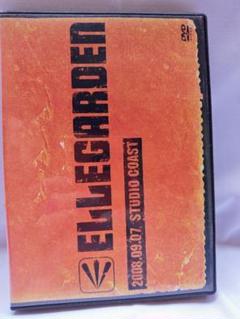 ELLEGARDEN
2008.09.07. STUDIO COAST
DVD